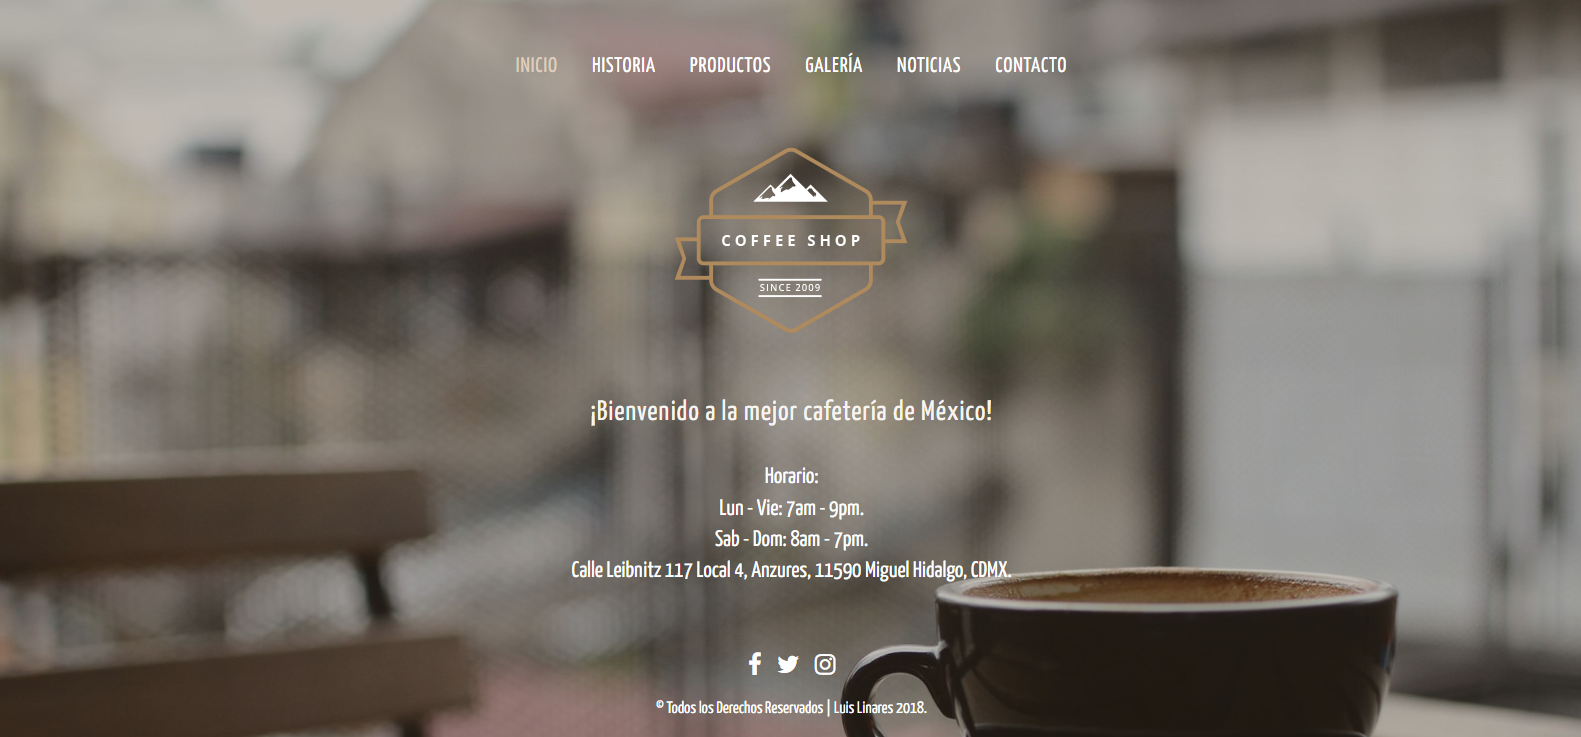 INICIO HISTORIA PRODUCTOS GALERÍA NOTICIAS CONTACTO
COFFEE SHOP
SINCE 2009
¡Bienvenido a la mejor cafetería de México!
Horario:
Lun - Vie: 7am - 9pm.
Sab - Dom: 8am - 7pm.
Calle Leibnitz 117 Local 4, Anzures, 11590 Miguel Hidalgo, CDMX.
© Todos los Derechos Reservados | Luis Linares 2018.